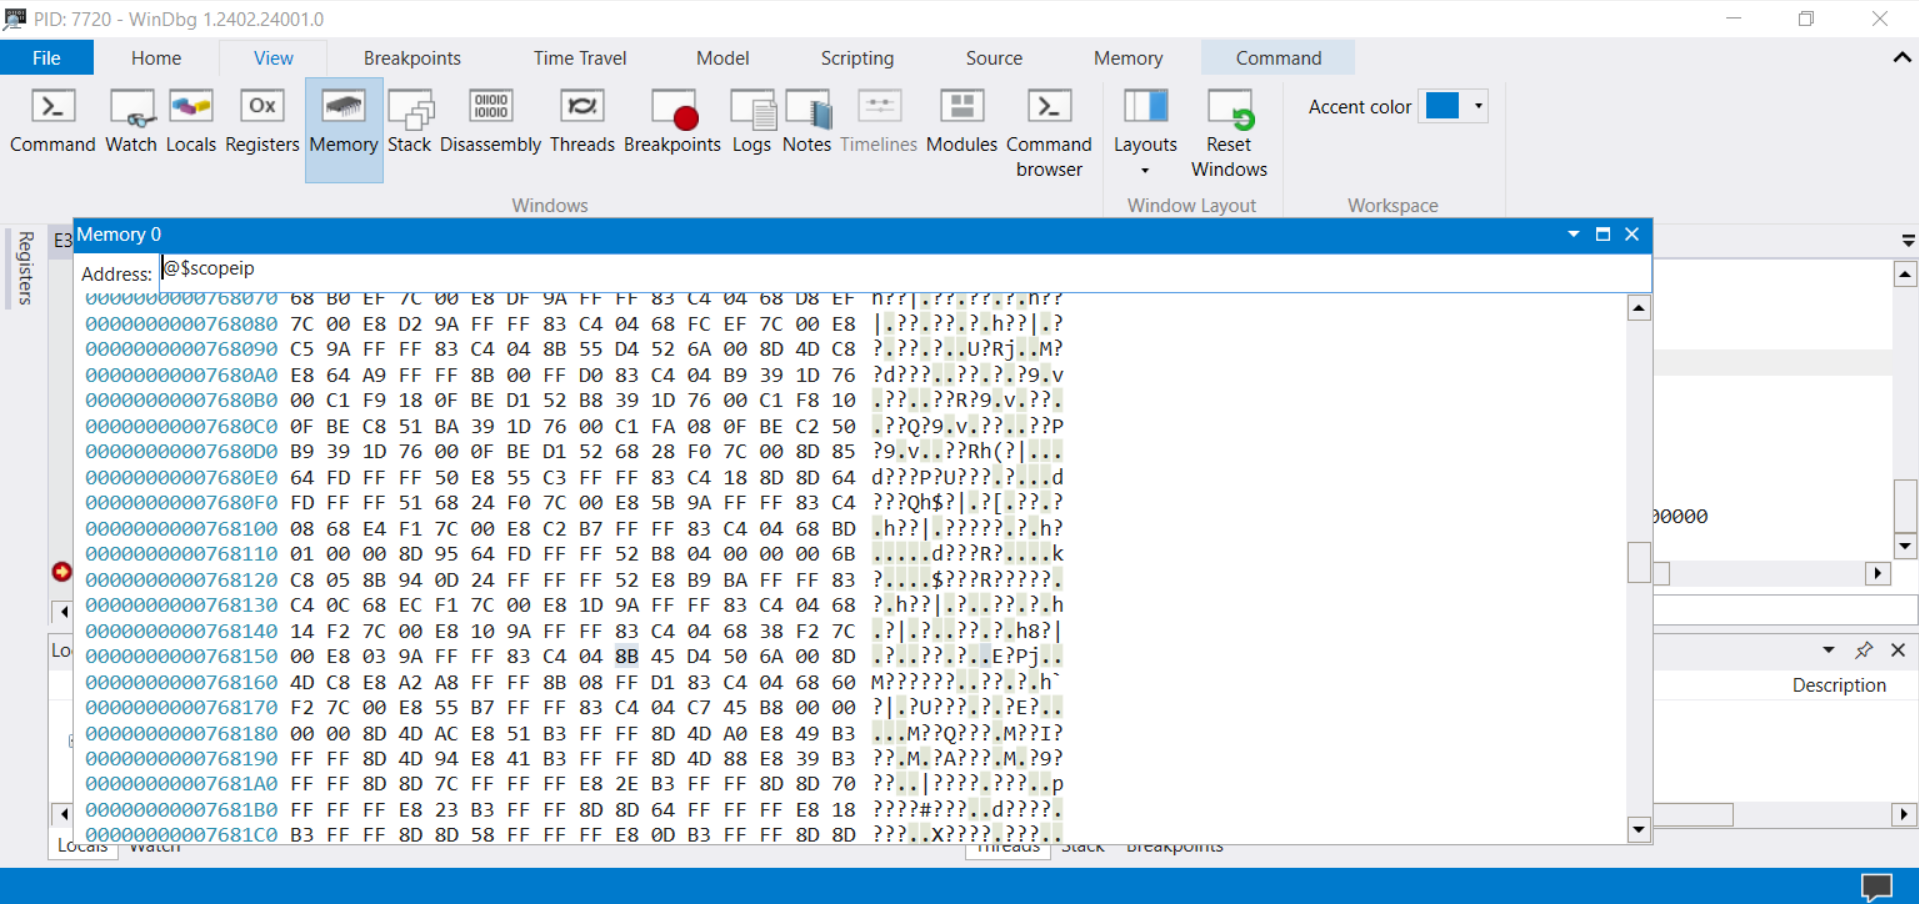 PID: 7720 - WinDbg 1.2402.24001.0
File Home View Breakpoints Time Travel Model Scripting Source Memory Command
Command Watch Locals Registers Memory Stack Disassembly Threads Breakpoints Logs Notes Timelines Modules Command browser Layouts Reset Windows
Accent color
Windows Window Layout Workspace
Registers
E3
Memory 0
Address: @$scopeip
0000000000768070 68 B0 EF 7C 00 E8 DF 9A FF FF 83 C4 04 68 D8 EF h??|.??.??.?.h??
0000000000768080 7C 00 E8 D2 9A FF FF 83 C4 04 68 FC EF 7C 00 E8 |.??.??.?.h??|.?
0000000000768090 C5 9A FF FF 83 C4 04 8B 55 D4 52 6A 00 8D 4D C8 ?.??.?..U?Rj..M?
00000000007680A0 E8 64 A9 FF FF 8B 00 FF D0 83 C4 04 B9 39 1D 76 ?d???..??.?.?9.v
00000000007680B0 00 C1 F9 18 0F BE D1 52 B8 39 1D 76 00 C1 F8 10 .??..??R?9.v.??.
00000000007680C0 0F BE C8 51 BA 39 1D 76 00 C1 FA 08 0F BE C2 50 .??Q?9.v.??..??P
00000000007680D0 B9 39 1D 76 00 0F BE D1 52 68 28 F0 7C 00 8D 85 ?9.v..??Rh(?|...
00000000007680E0 64 FD FF FF 50 E8 55 C3 FF FF 83 C4 18 8D 8D 64 d???P?U???.?...d
00000000007680F0 FD FF FF 51 68 24 F0 7C 00 E8 5B 9A FF FF 83 C4 ???Qh$?|.?[.??.?
0000000000768100 08 68 E4 F1 7C 00 E8 C2 B7 FF FF 83 C4 04 68 BD .h??|.?????.?.h?
0000000000768110 01 00 00 8D 95 64 FD FF FF 52 B8 04 00 00 00 6B .....d???R?....k
0000000000768120 C8 05 8B 94 0D 24 FF FF FF 52 E8 B9 BA FF FF 83 ?....$???R?????.
0000000000768130 C4 0C 68 EC F1 7C 00 E8 1D 9A FF FF 83 C4 04 68 ?.h??|.?..??.?.h
0000000000768140 14 F2 7C 00 E8 10 9A FF FF 83 C4 04 68 38 F2 7C .?|.?..??.?.h8?|
0000000000768150 00 E8 03 9A FF FF 83 C4 04 8B 45 D4 50 6A 00 8D .?..??.?..E?Pj..
0000000000768160 4D C8 E8 A2 A8 FF FF 8B 08 FF D1 83 C4 04 68 60 M??????..??.?.h`
0000000000768170 F2 7C 00 E8 55 B7 FF FF 83 C4 04 C7 45 B8 00 00 ?|.?U???.?.?E?..
0000000000768180 00 00 8D 4D AC E8 51 B3 FF FF 8D 4D A0 E8 49 B3 ...M??Q???.M??I?
0000000000768190 FF FF 8D 4D 94 E8 41 B3 FF FF 8D 4D 88 E8 39 B3 ??.M.?A???.M.?9?
00000000007681A0 FF FF 8D 8D 7C FF FF FF E8 2E B3 FF FF 8D 8D 70 ??..|????.???..p
00000000007681B0 FF FF FF E8 23 B3 FF FF 8D 8D 64 FF FF FF E8 18 ????#???..d????.
00000000007681C0 B3 FF FF 8D 8D 58 FF FF FF E8 0D B3 FF FF 8D 8D ???..X????.???..
00000
Lo
Description
Locals Watch
Threads Stack Breakpoints